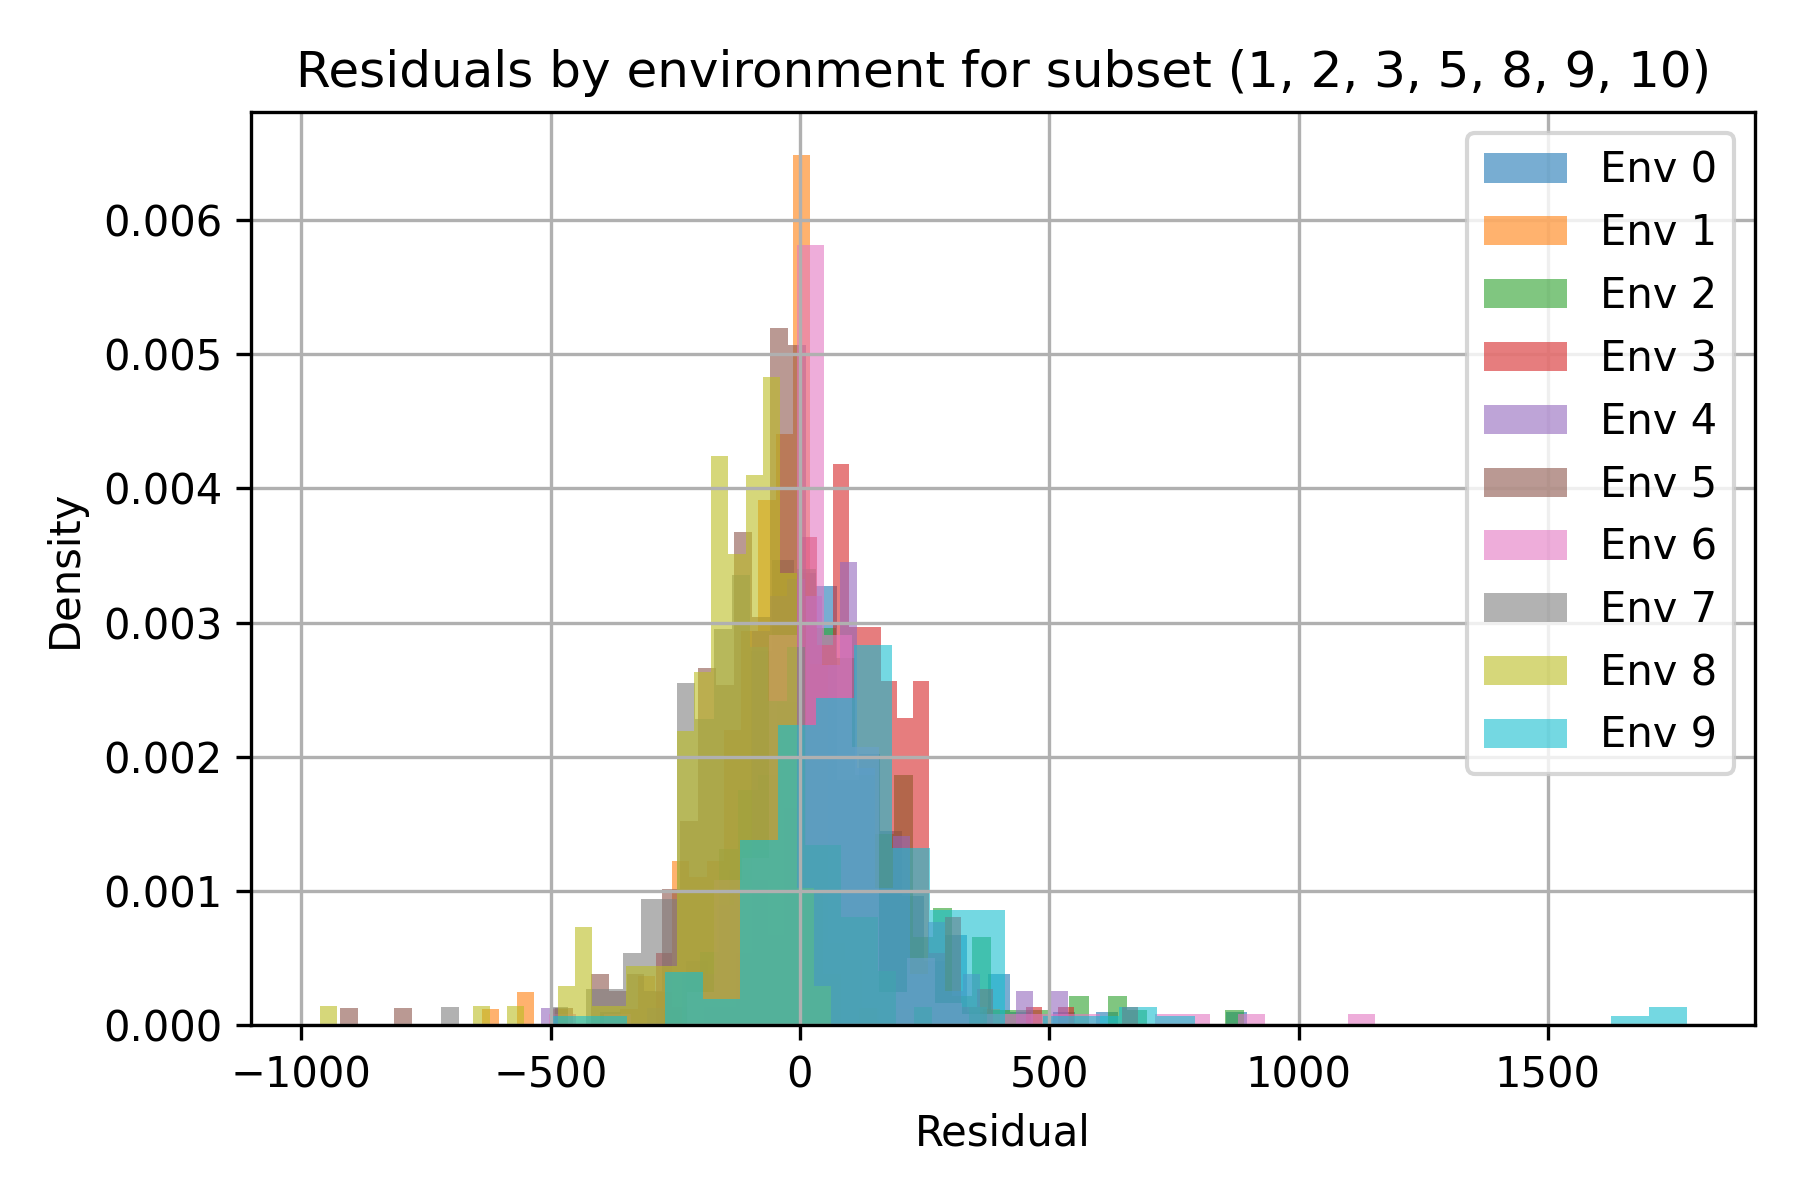 Residuals by environment for subset (1, 2, 3, 5, 8, 9, 10)
Density
0.006
0.005
0.004
0.003
0.002
0.001
0.000
−1000
−500
0
500
1000
1500
Residual
Env 0
Env 1
Env 2
Env 3
Env 4
Env 5
Env 6
Env 7
Env 8
Env 9